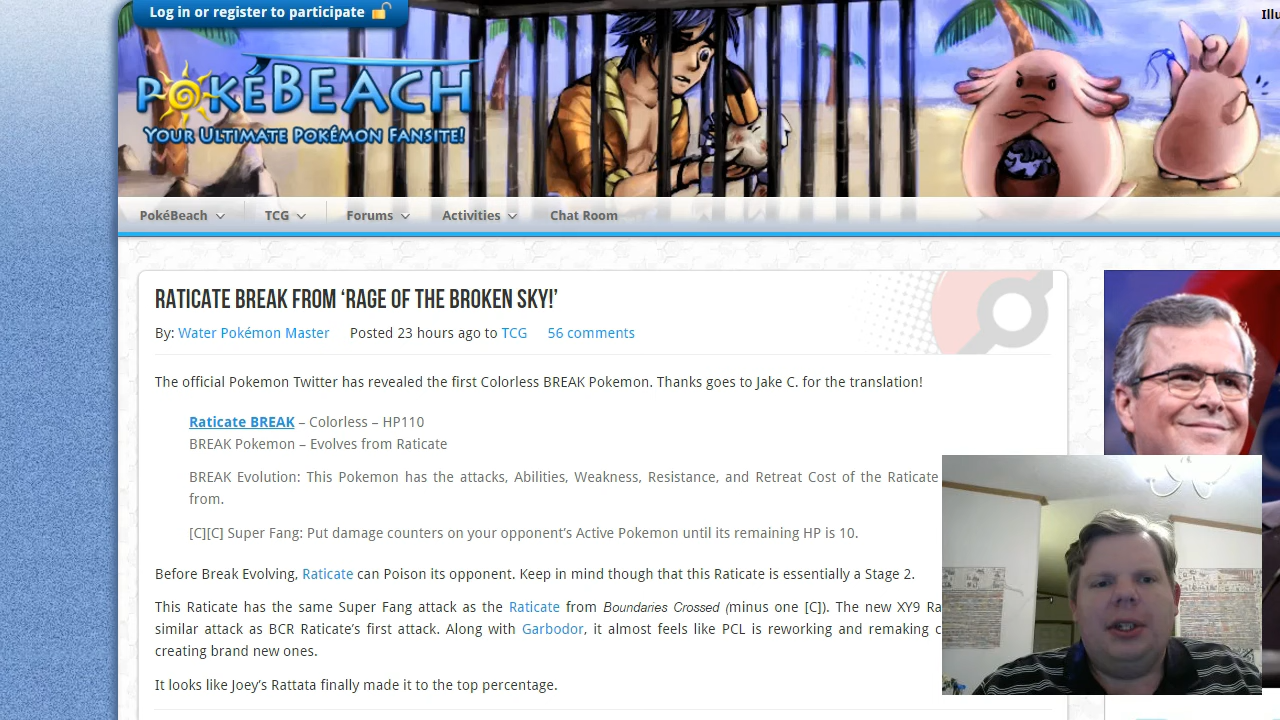 Log in or register to participate
Illu
POKÉBEACH
YOUR ULTIMATE POKÉMON FANSITE!
PokéBeach TCG Forums Activities Chat Room
RATICATE BREAK FROM ‘RAGE OF THE BROKEN SKY!’
By: Water Pokémon Master Posted 23 hours ago to TCG 56 comments
The official Pokemon Twitter has revealed the first Colorless BREAK Pokemon. Thanks goes to Jake C. for the translation!
Raticate BREAK – Colorless – HP110
BREAK Pokemon – Evolves from Raticate
BREAK Evolution: This Pokemon has the attacks, Abilities, Weakness, Resistance, and Retreat Cost of the Raticate
from.
[C][C] Super Fang: Put damage counters on your opponent’s Active Pokemon until its remaining HP is 10.
Before Break Evolving, Raticate can Poison its opponent. Keep in mind though that this Raticate is essentially a Stage 2.
This Raticate has the same Super Fang attack as the Raticate from Boundaries Crossed (minus one [C]). The new XY9 Ra
similar attack as BCR Raticate’s first attack. Along with Garbodor, it almost feels like PCL is reworking and remaking c
creating brand new ones.
It looks like Joey’s Rattata finally made it to the top percentage.